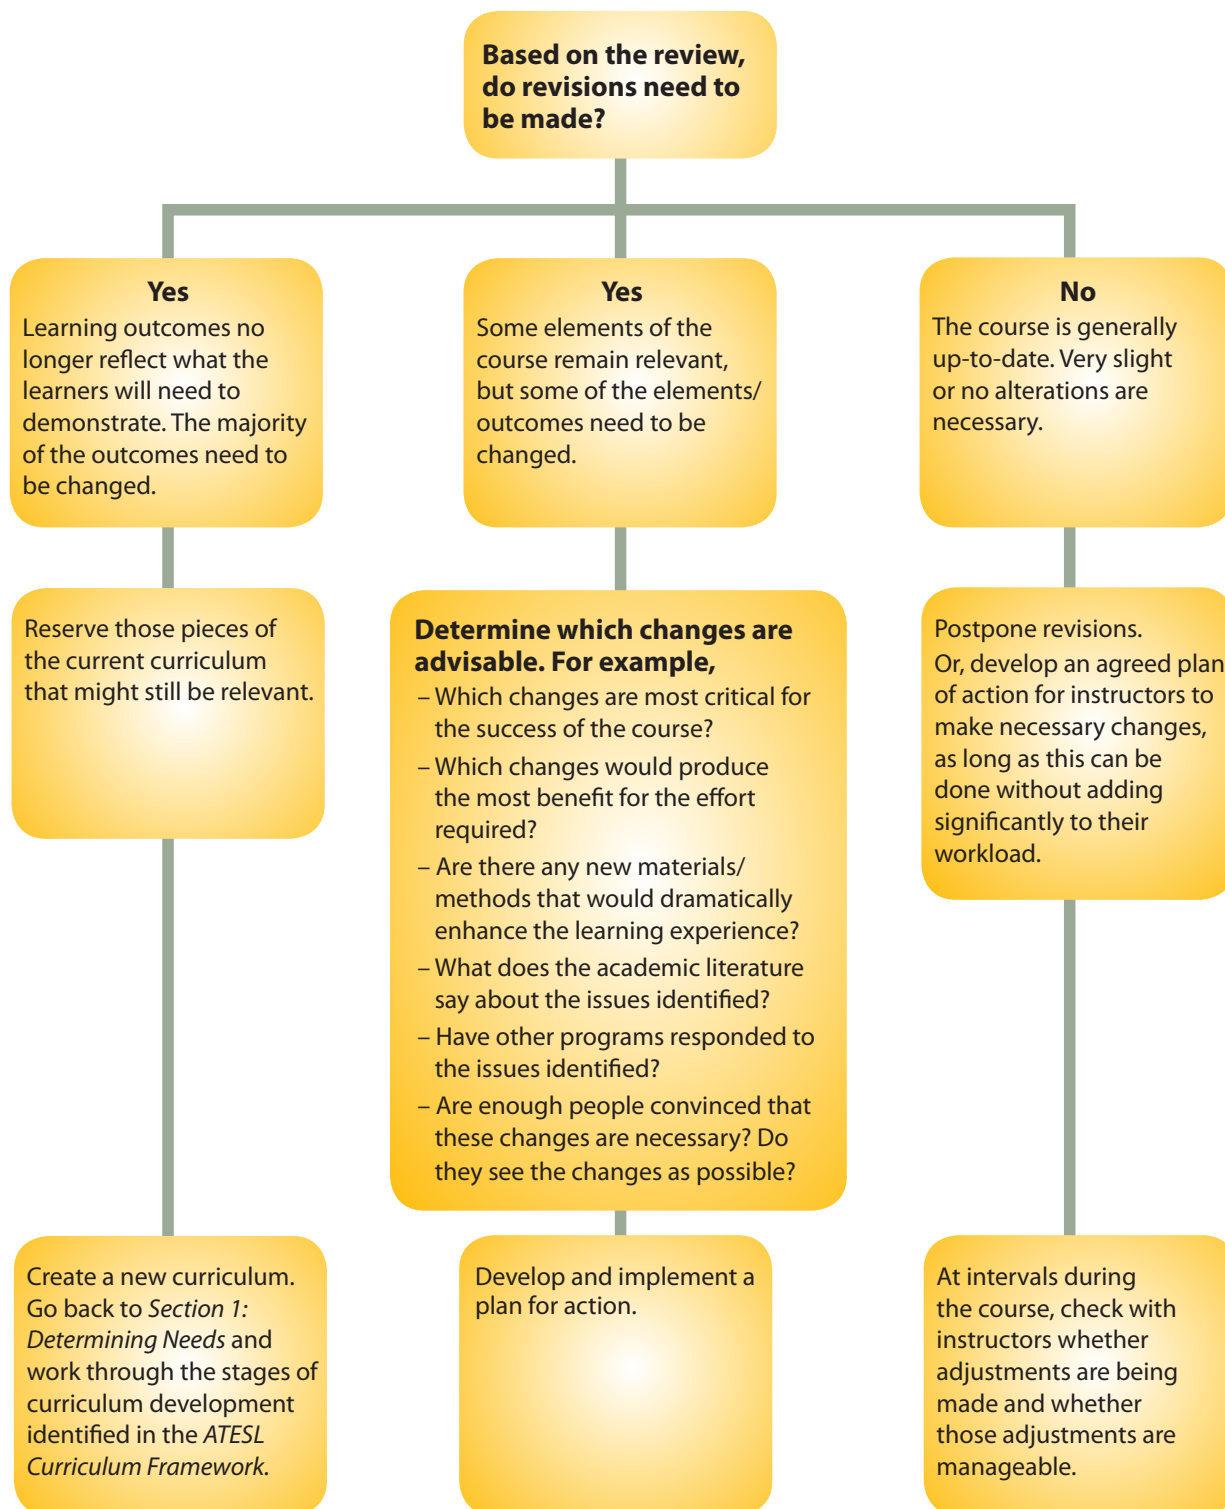 Based on the review,
do revisions need to
be made?
Yes
Learning outcomes no
longer reflect what the
learners will need to
demonstrate. The majority
of the outcomes need to
be changed.
Yes
Some elements of the
course remain relevant,
but some of the elements/
outcomes need to be
changed.
No
The course is generally
up-to-date. Very slight
or no alterations are
necessary.
Reserve those pieces of
the current curriculum
that might still be relevant.
Determine which changes are
advisable. For example,
– Which changes are most critical for
the success of the course?
– Which changes would produce
the most benefit for the effort
required?
– Are there any new materials/
methods that would dramatically
enhance the learning experience?
– What does the academic literature
say about the issues identified?
– Have other programs responded to
the issues identified?
– Are enough people convinced that
these changes are necessary? Do
they see the changes as possible?
Postpone revisions.
Or, develop an agreed plan
of action for instructors to
make necessary changes,
as long as this can be
done without adding
significantly to their
workload.
Create a new curriculum.
Go back to Section 1:
Determining Needs and
work through the stages of
curriculum development
identified in the ATESL
Curriculum Framework.
Develop and implement a
plan for action.
At intervals during
the course, check with
instructors whether
adjustments are being
made and whether
those adjustments are
manageable.